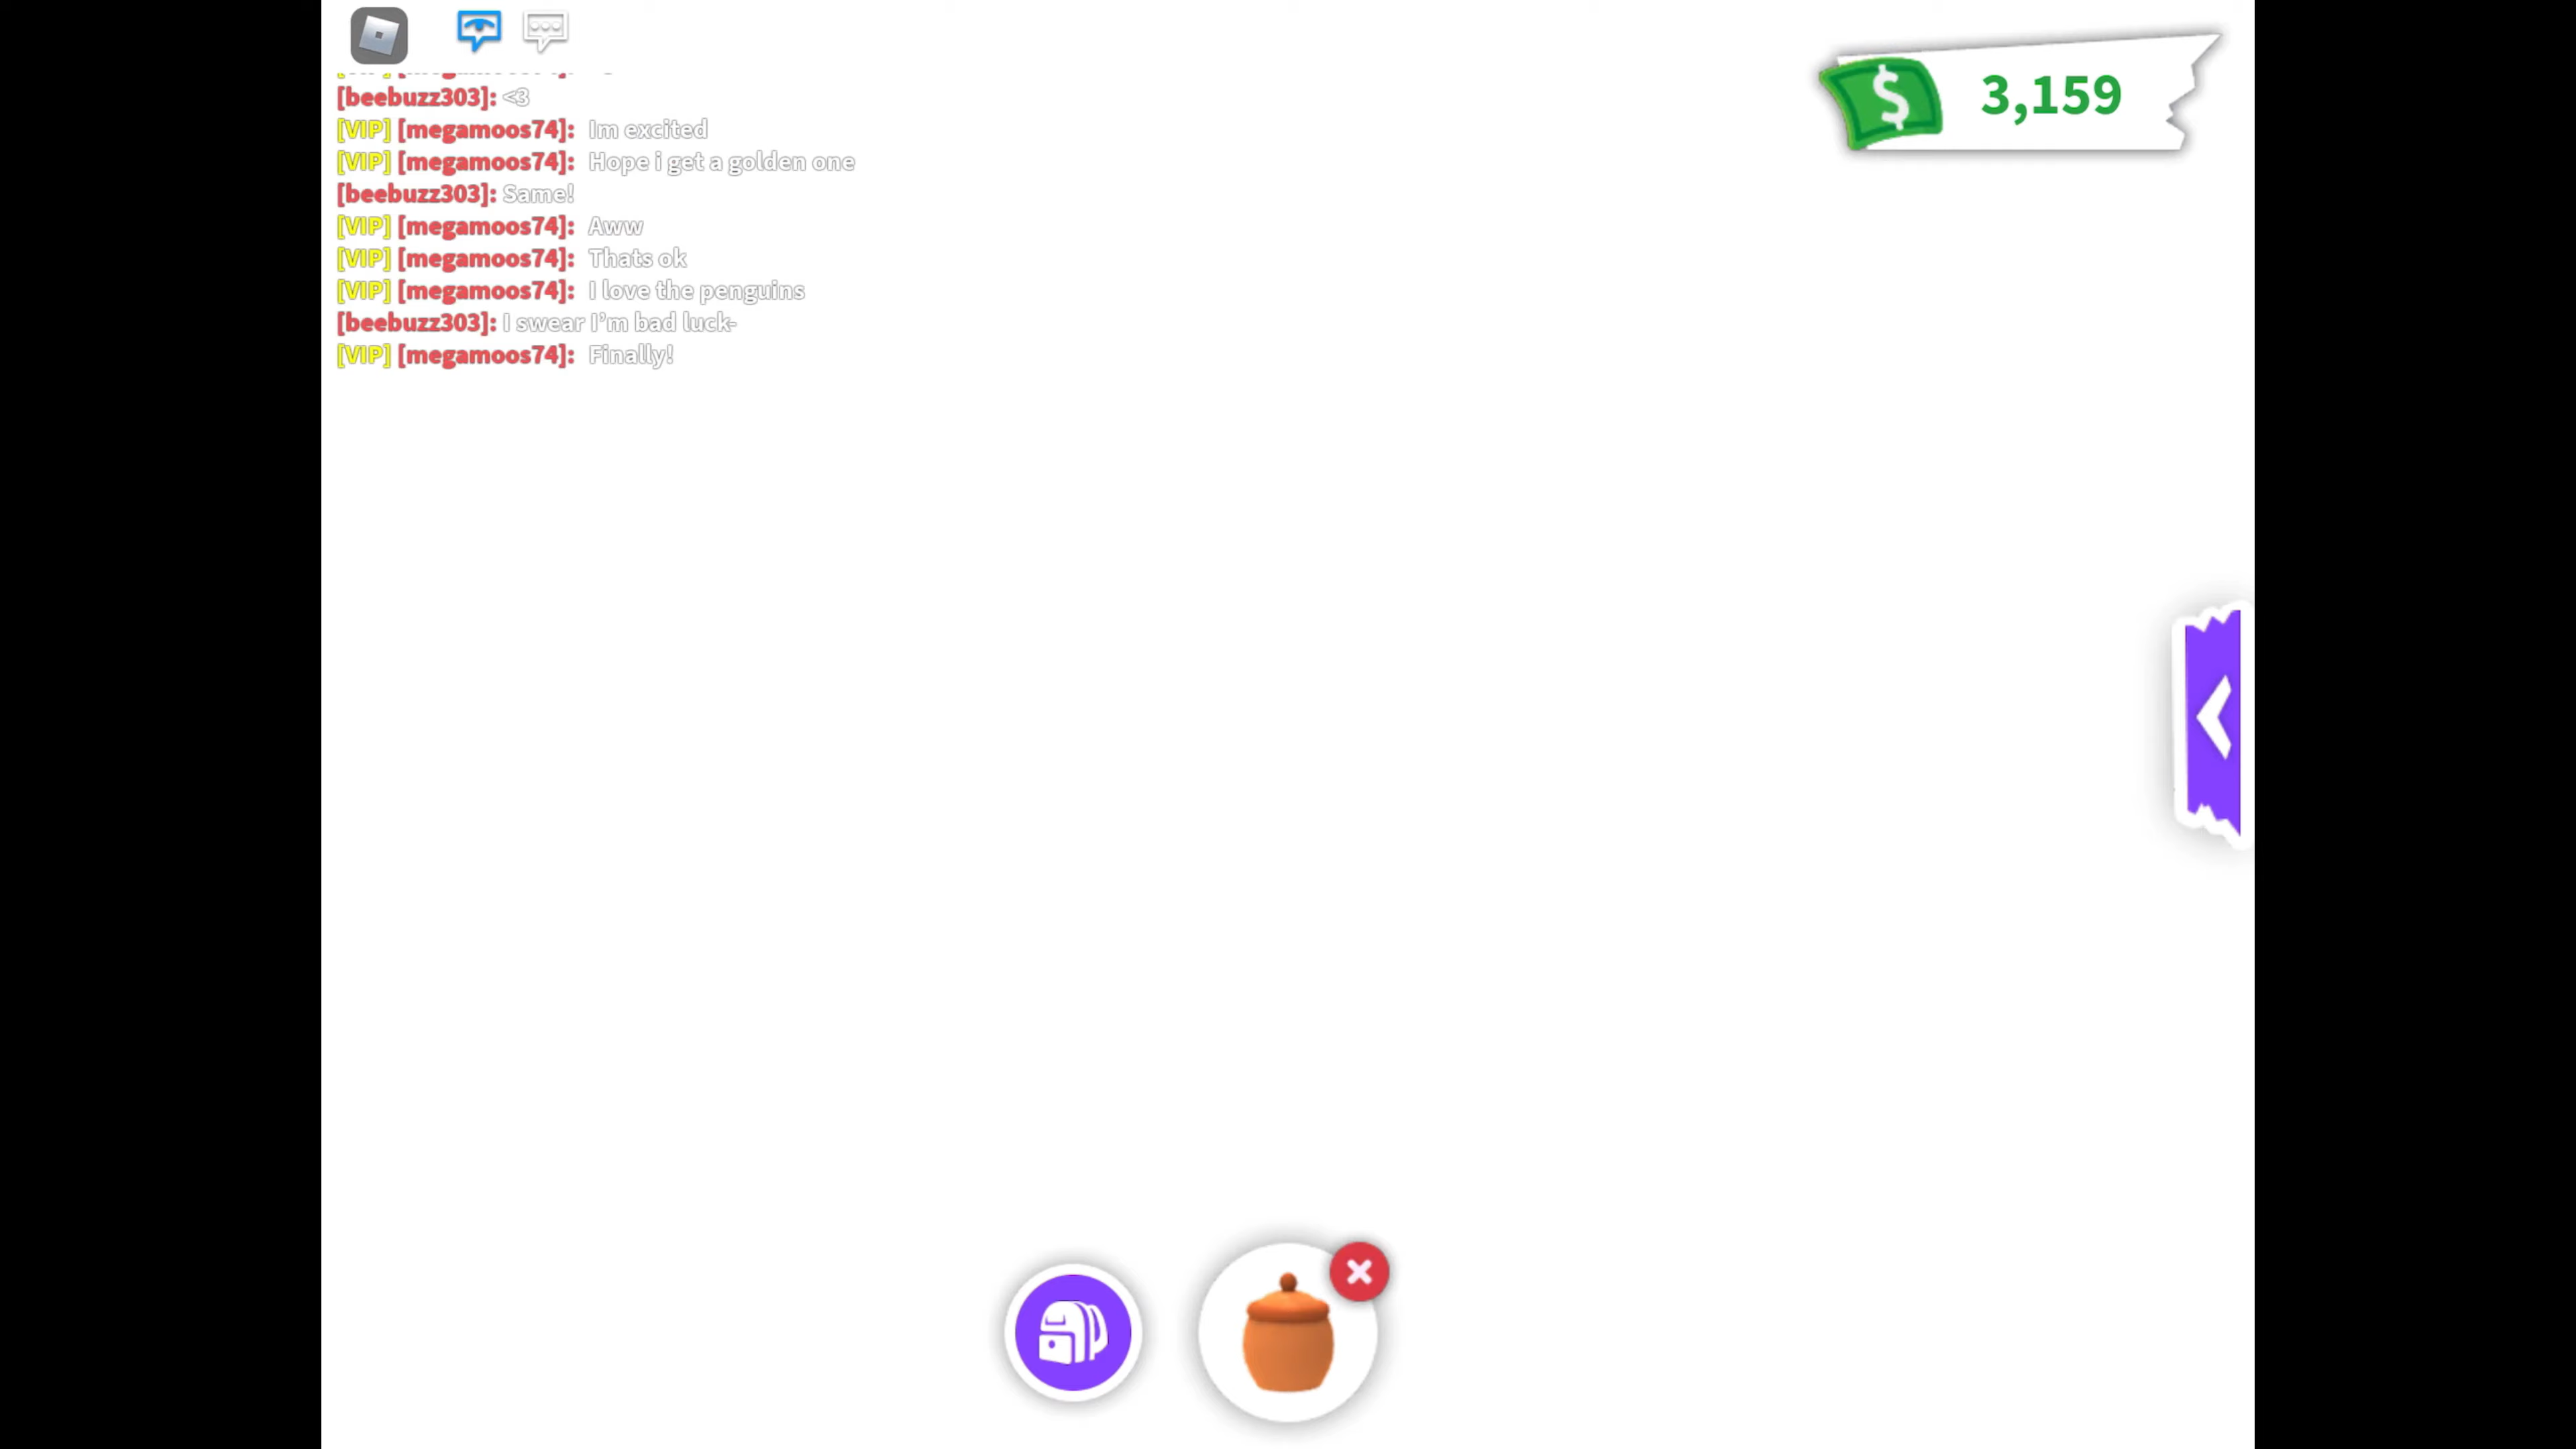 [beebuzz303]: <3
[VIP] [megamoos74]: Im excited
[VIP] [megamoos74]: Hope i get a golden one
[beebuzz303]: Same!
[VIP] [megamoos74]: Aww
[VIP] [megamoos74]: Thats ok
[VIP] [megamoos74]: I love the penguins
[beebuzz303]: I swear I'm bad luck-
[VIP] [megamoos74]: Finally!
$ 3,159